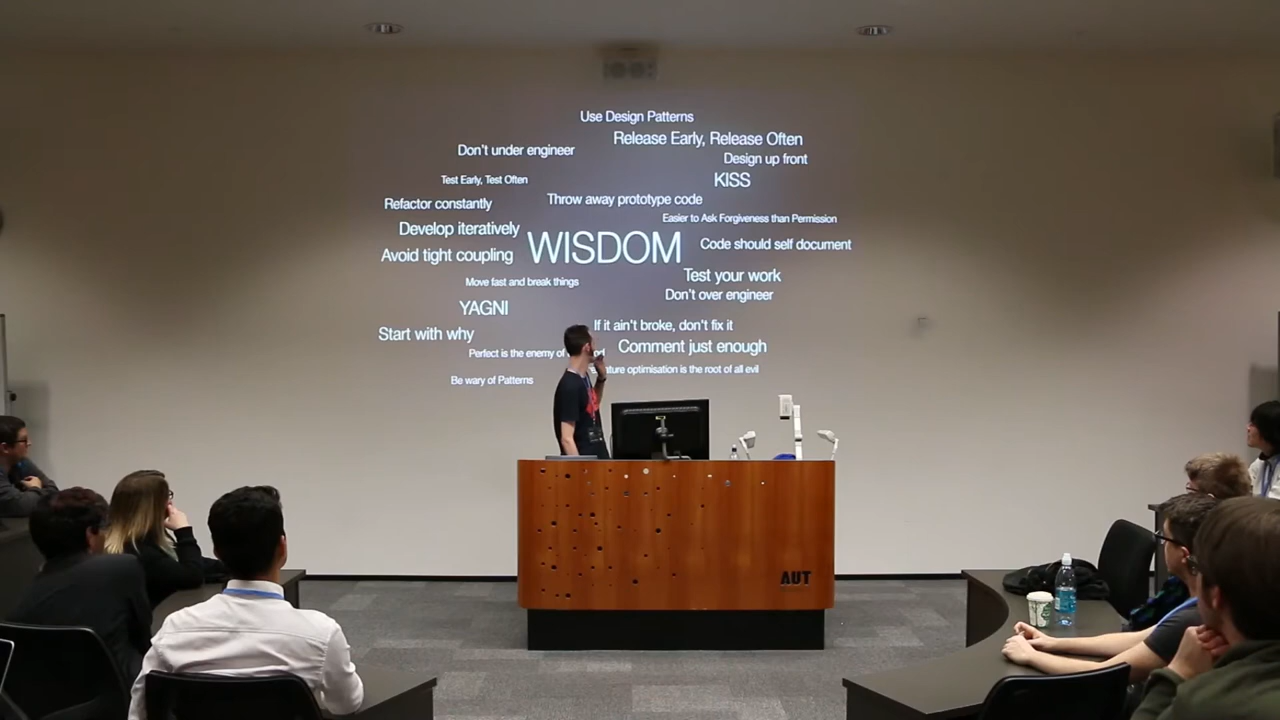 Use Design Patterns
Release Early, Release Often
Don't under engineer
Design up front
Test Early, Test Often
KISS
Refactor constantly
Throw away prototype code
Easier to Ask Forgiveness than Permission
Develop iteratively
WISDOM
Code should self document
Avoid tight coupling
Test your work
Move fast and break things
Don't over engineer
YAGNI
If it ain't broke, don't fix it
Start with why
Comment just enough
Perfect is the enemy of
optimisation is the root of all evil
Be wary of Patterns
AUT